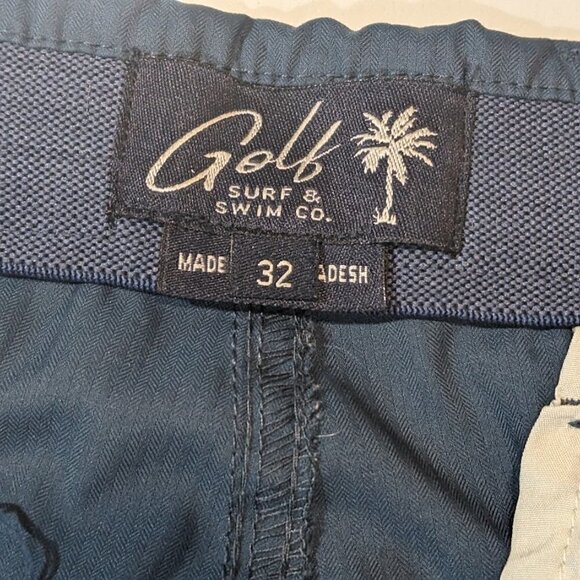 Golf
SURF &
SWIM CO.
MADE 32 ADESH